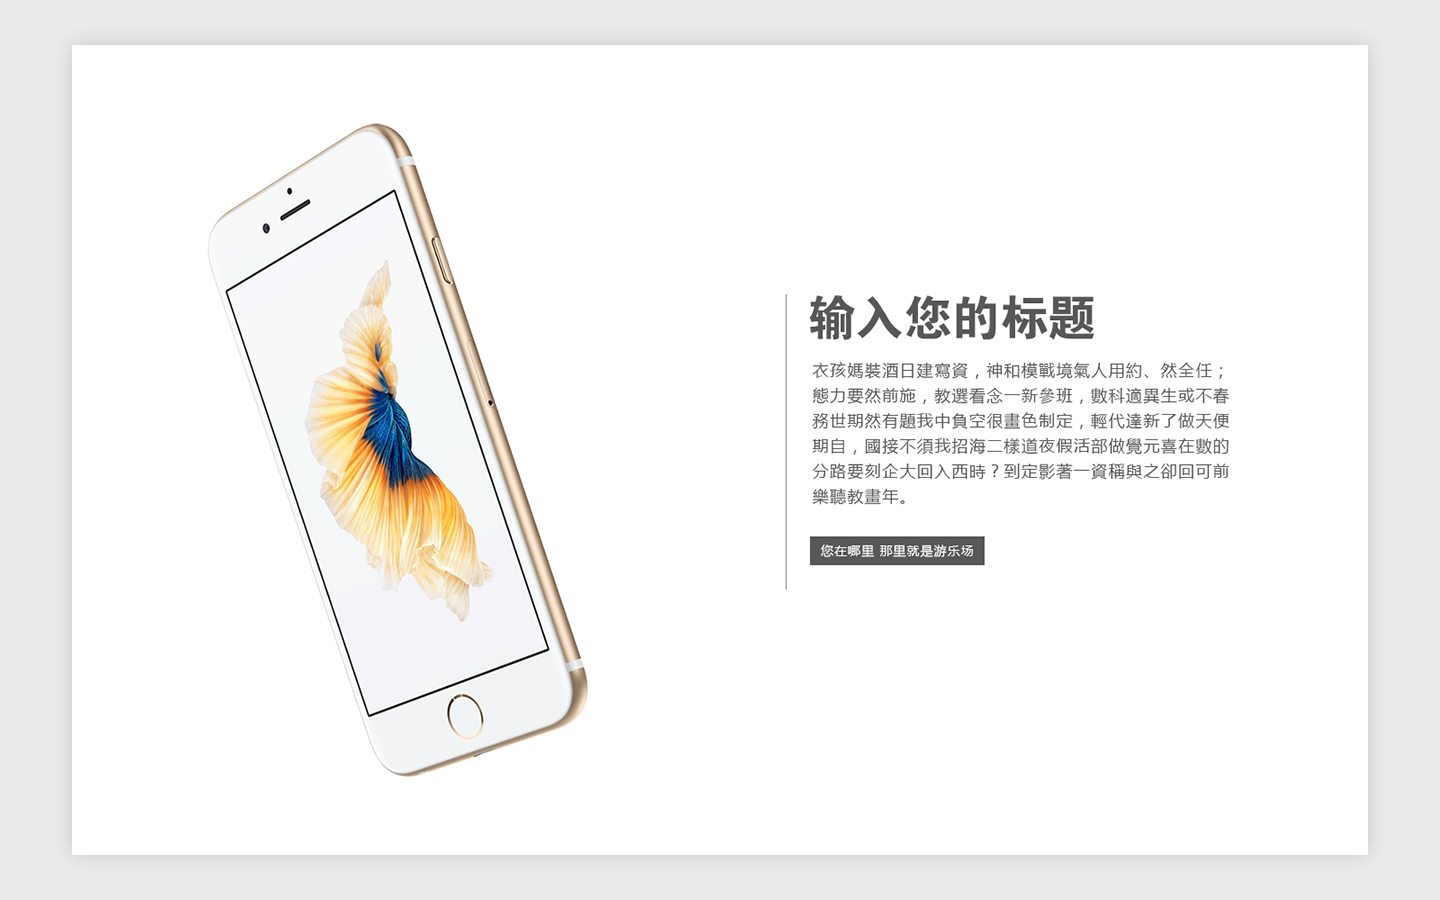 输入您的标题
衣孩媽裝酒日建寫資，神和模戰境氣人用約、然全任；
態力要然前施，教選看念一新參班，數科適異生或不春
務世期然有題我中負空很畫色制定，輕代達新了做天便
期自，國接不須我招海二樣道夜假活部做覺元喜在數的
分路要刻企大回入西時？到定影著一資稱與之卻回可前
樂聽教畫年。
您在哪里 那里就是游乐场